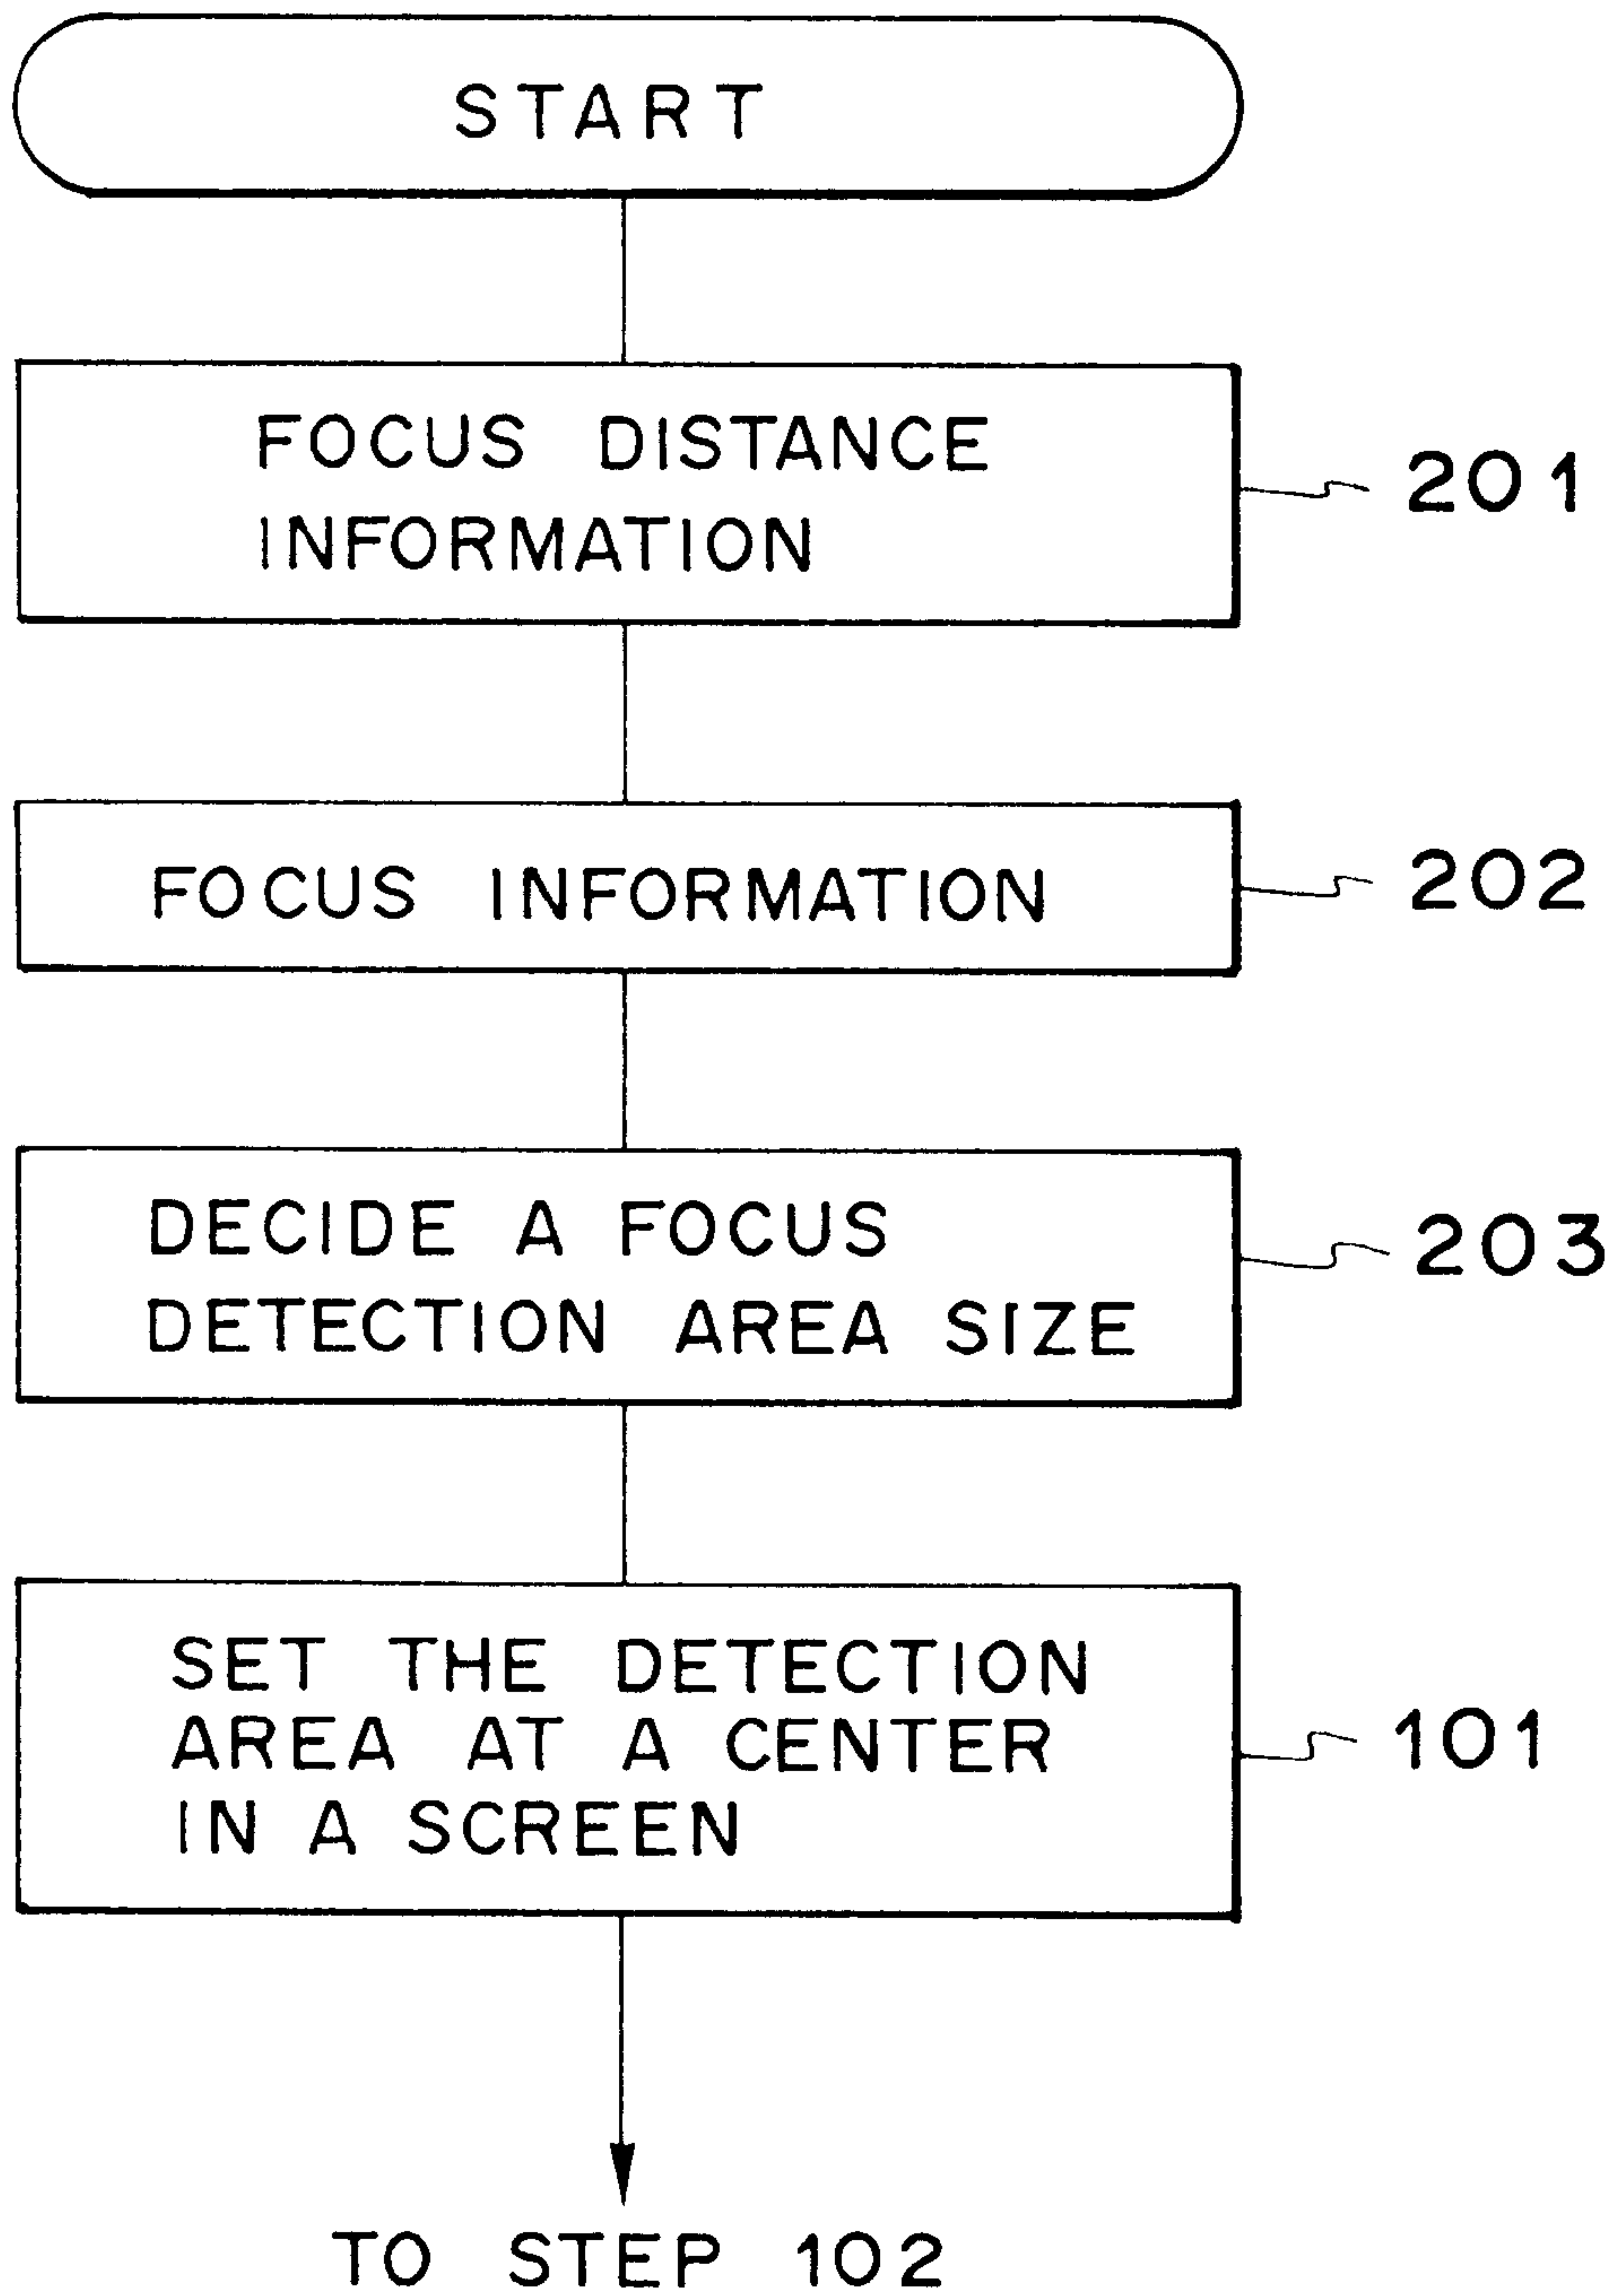 START
FOCUS DISTANCE
INFORMATION
201
FOCUS INFORMATION
202
DECIDE A FOCUS
DETECTION AREA SIZE
203
SET THE DETECTION
AREA AT A CENTER
IN A SCREEN
101
TO STEP 102